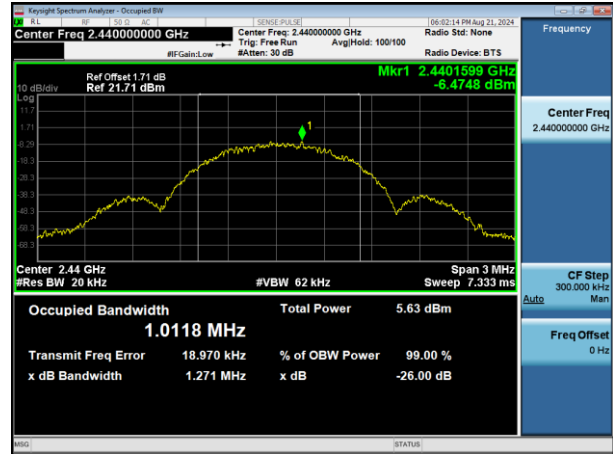 Keysight Spectrum Analyzer - Occupied BW
RL RF 50 Ω AC SENSE:PULSE 06:02:14 PM Aug 21, 2024
Center Freq 2.440000000 GHz
Center Freq: 2.440000000 GHz
Radio Std: None
Trig: Free Run Avg|Hold: 100/100
#IFGain:Low #Atten: 30 dB Radio Device: BTS
Frequency
Ref Offset 1.71 dB
10 dB/div Ref 21.71 dBm
Mkr1 2.4401599 GHz
-6.4748 dBm
Log
11.7
1.71
-8.29
-18.3
-28.3
-38.3
-48.3
-58.3
-68.3
1
Center 2.44 GHz Span 3 MHz
#Res BW 20 kHz #VBW 62 kHz Sweep 7.333 ms
Occupied Bandwidth Total Power 5.63 dBm
1.0118 MHz
Transmit Freq Error 18.970 kHz % of OBW Power 99.00 %
x dB Bandwidth 1.271 MHz x dB -26.00 dB
Center Freq
2.440000000 GHz
CF Step
300.000 kHz
Auto Man
Freq Offset
0 Hz
MSG STATUS